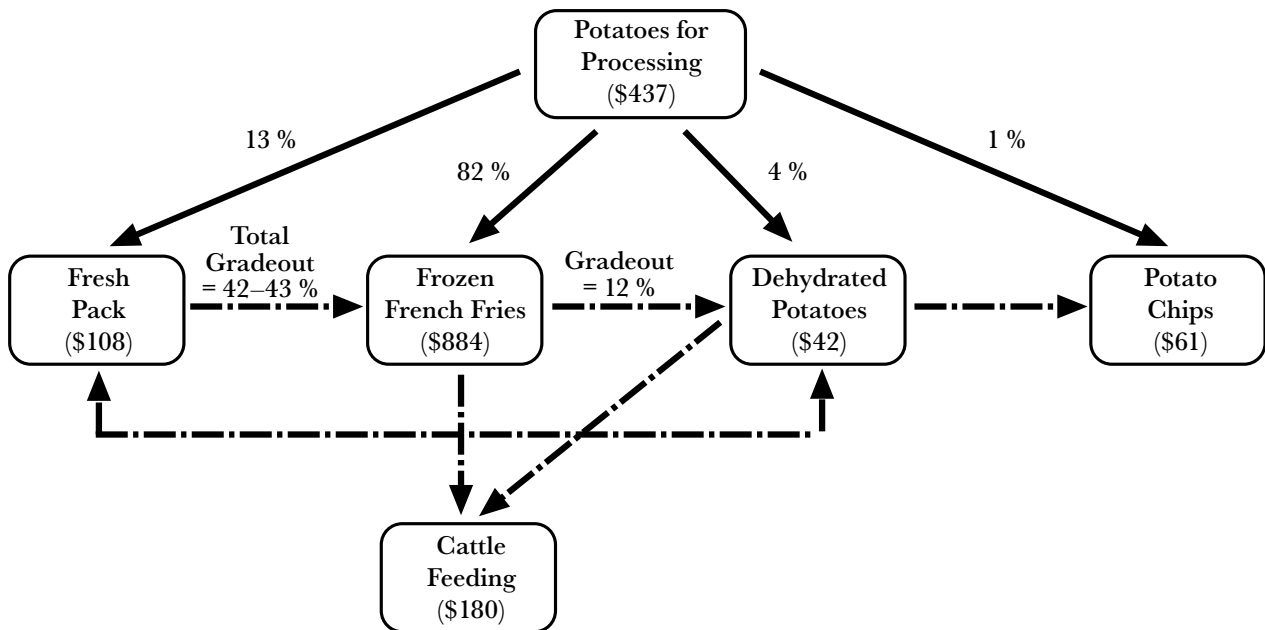 Potatoes for
Processing
($437)
13 %
82 %
4 %
1 %
Total
Gradeout
= 42–43 %
Gradeout
= 12 %
Fresh
Pack
($108)
Frozen
French Fries
($884)
Dehydrated
Potatoes
($42)
Potato
Chips
($61)
Cattle
Feeding
($180)